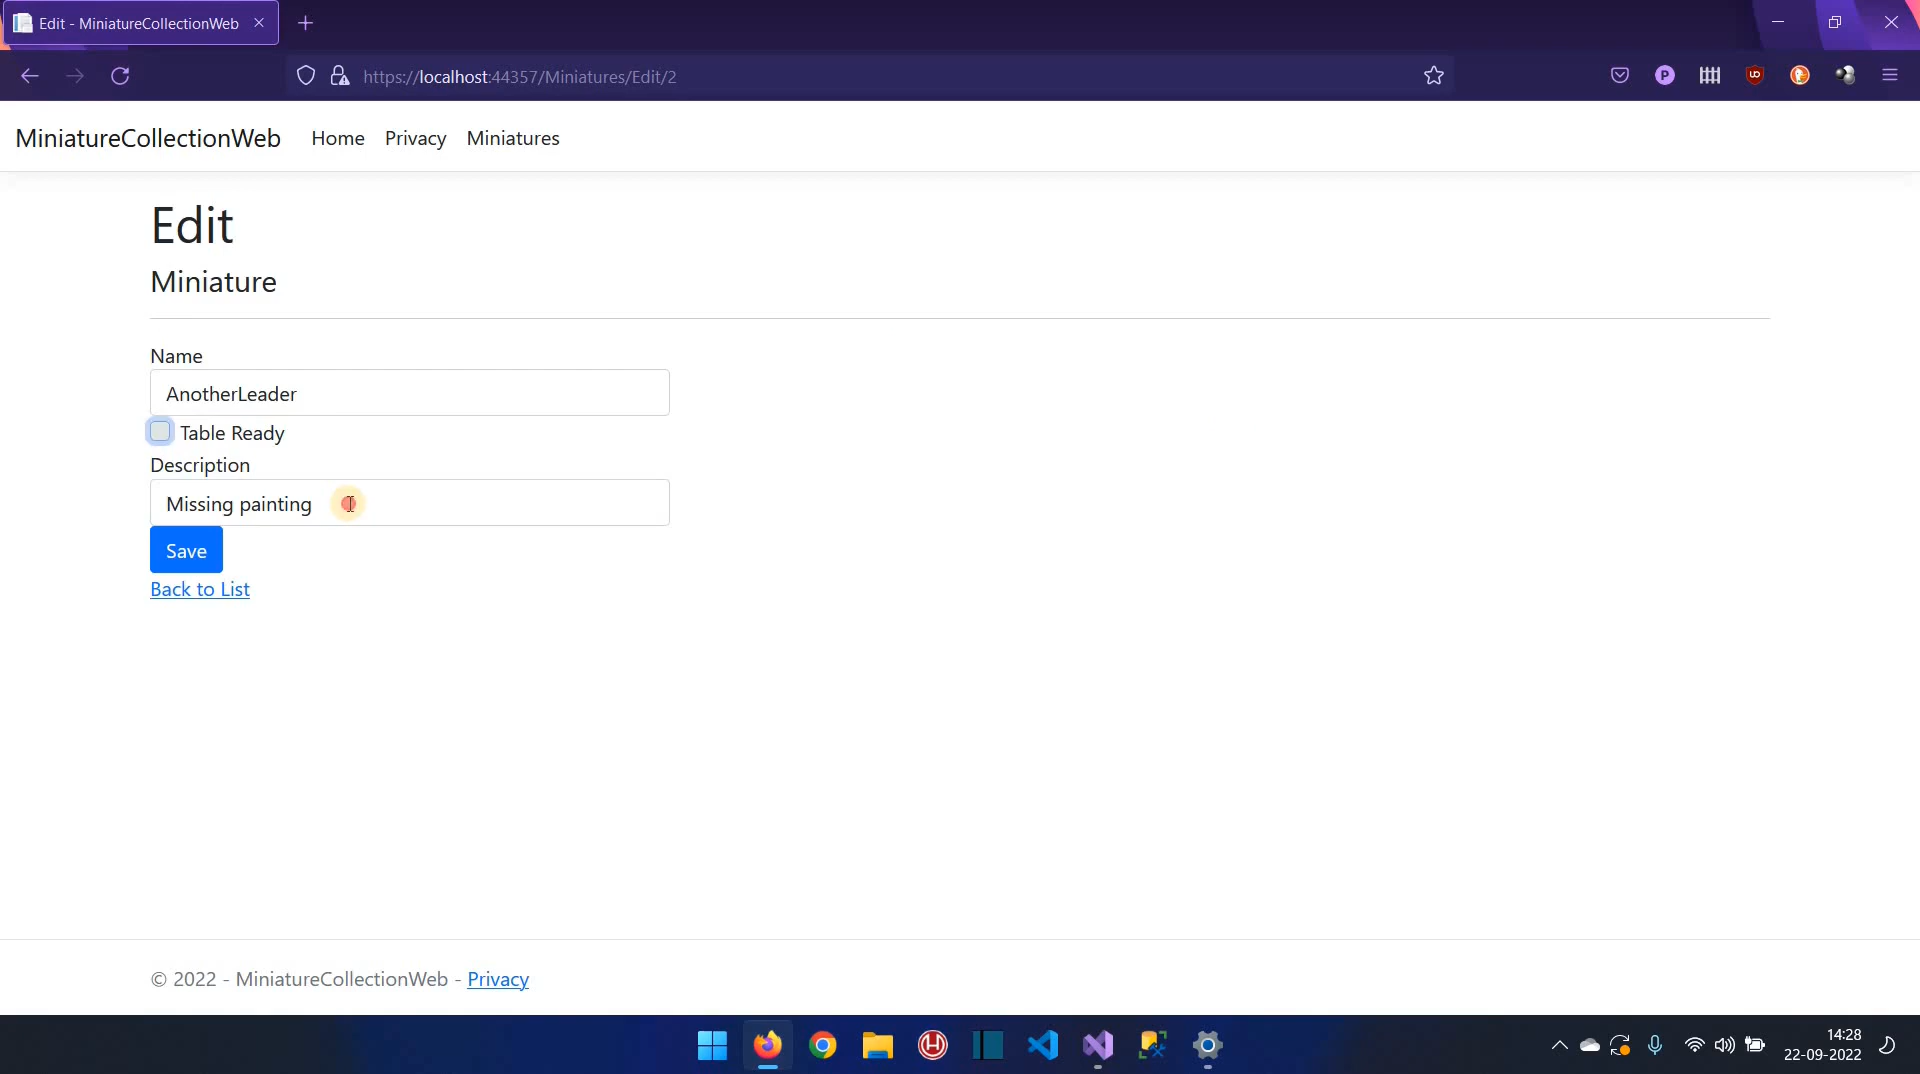 Edit - MiniatureCollectionWeb
https://localhost:44357/Miniatures/Edit/2
MiniatureCollectionWeb Home Privacy Miniatures
Edit
Miniature
Name
AnotherLeader
Table Ready
Description
Missing painting
Save
Back to List
© 2022 - MiniatureCollectionWeb - Privacy
14:28
22-09-2022